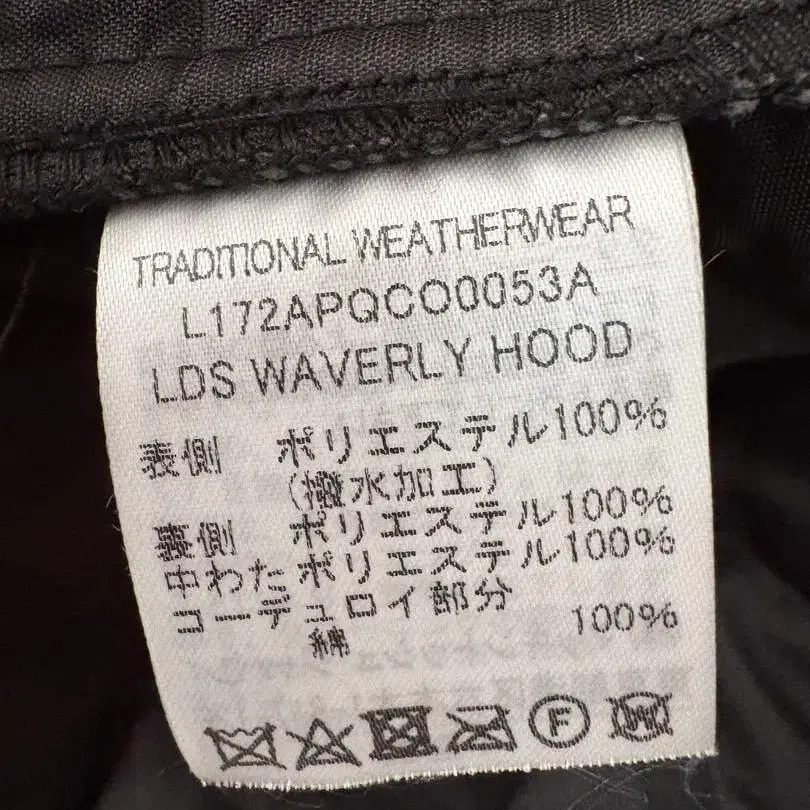 TRADITIONAL WEATHERWEAR
L172APQCO0053A
LDS WAVERLY HOOD
表側 ポリエステル100%
(撥水加工)
裏側 ポリエステル100%
中わた ポリエステル100%
コーデュロイ部分
綿 100%
F W